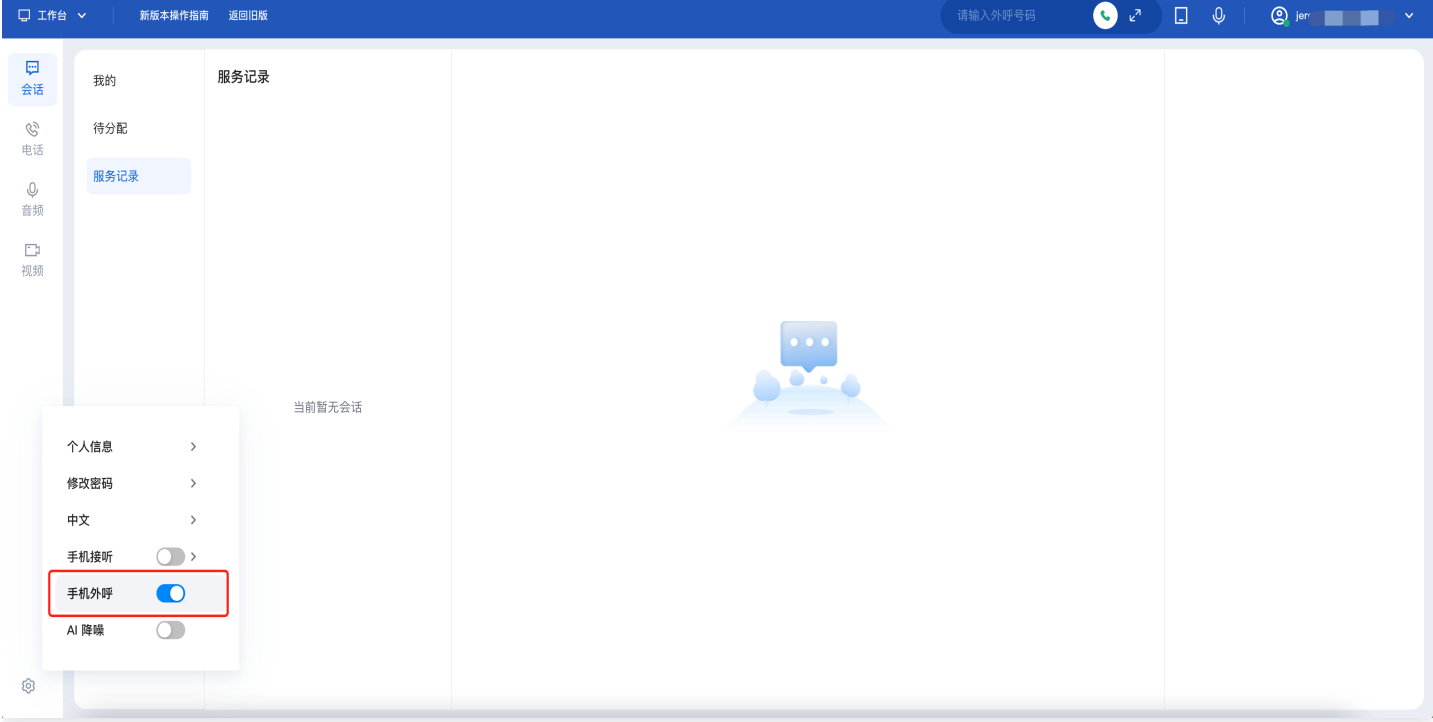 工作台
新版本操作指南
返回旧版
请输入外呼号码
会话
电话
音频
视频
我的
待分配
服务记录
服务记录
当前暂无会话
个人信息
修改密码
中文
手机接听
手机外呼
AI 降噪